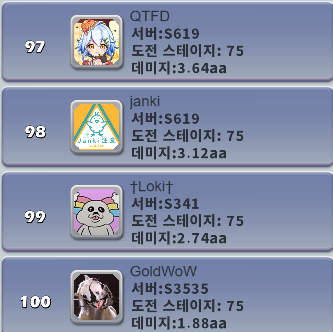 QTFD
97
서버:S619
도전 스테이지: 75
데미지:3.64aa
janki
98
서버:S619
도전 스테이지: 75
데미지:3.12aa
†Loki†
99
서버:S341
도전 스테이지: 75
데미지:2.74aa
GoldWoW
100
서버:S3535
도전 스테이지: 75
데미지:1.88aa